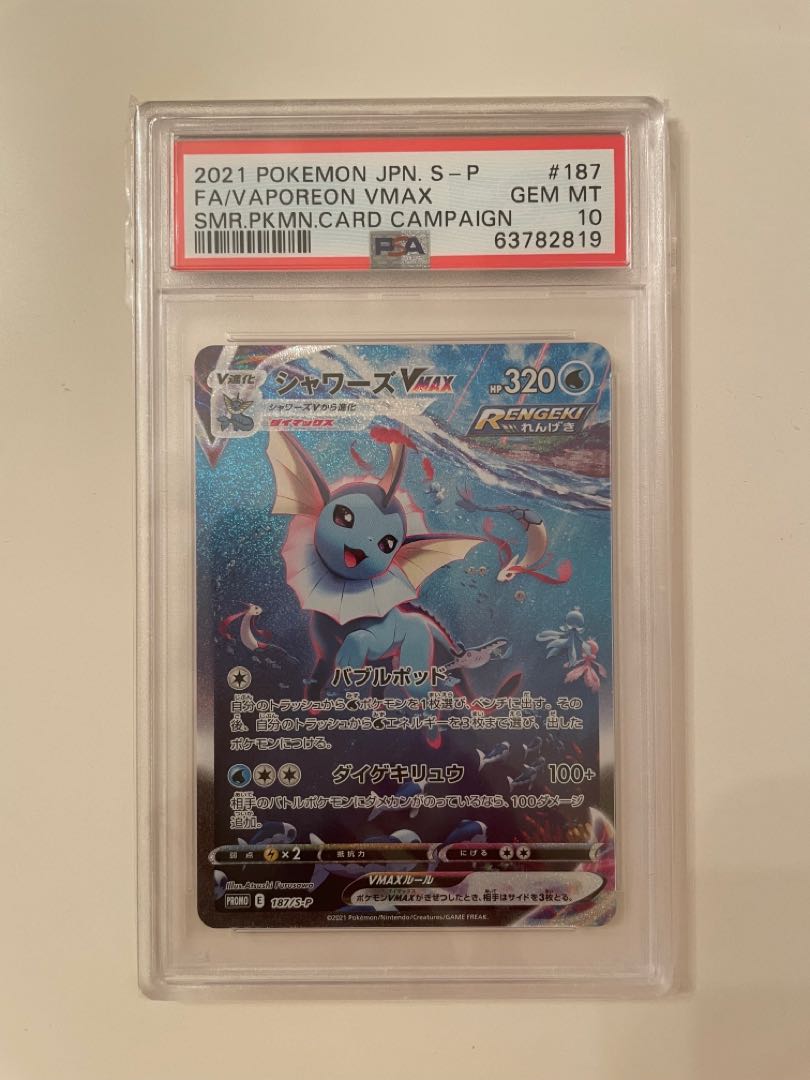 2021 POKEMON JPN. S-P #187
FA/VAPOREON VMAX GEM MT
SMR.PKMN.CARD CAMPAIGN 10
PSA 63782819
V進化 シャワーズVMAX HP320
シャワーズVから進化
ダイマックス
RENGEKI
れんげき
バブルポッド
自分のトラッシュからポケモンを1枚選び、ベンチに出す。その
後、自分のトラッシュからエネルギーを3枚まで選び、出した
ポケモンにつける。
ダイゲキリュウ 100+
相手のバトルポケモンにダメカンがのっているなら、100ダメージ
追加。
弱点 ×2 抵抗力 にげる
Illus.Atsushi Furusawa
VMAXルール
PROMO E 187/S-P
ポケモンVMAXがきぜつしたとき、相手はサイドを3枚とる。
©2021 Pokémon/Nintendo/Creatures/GAME FREAK.